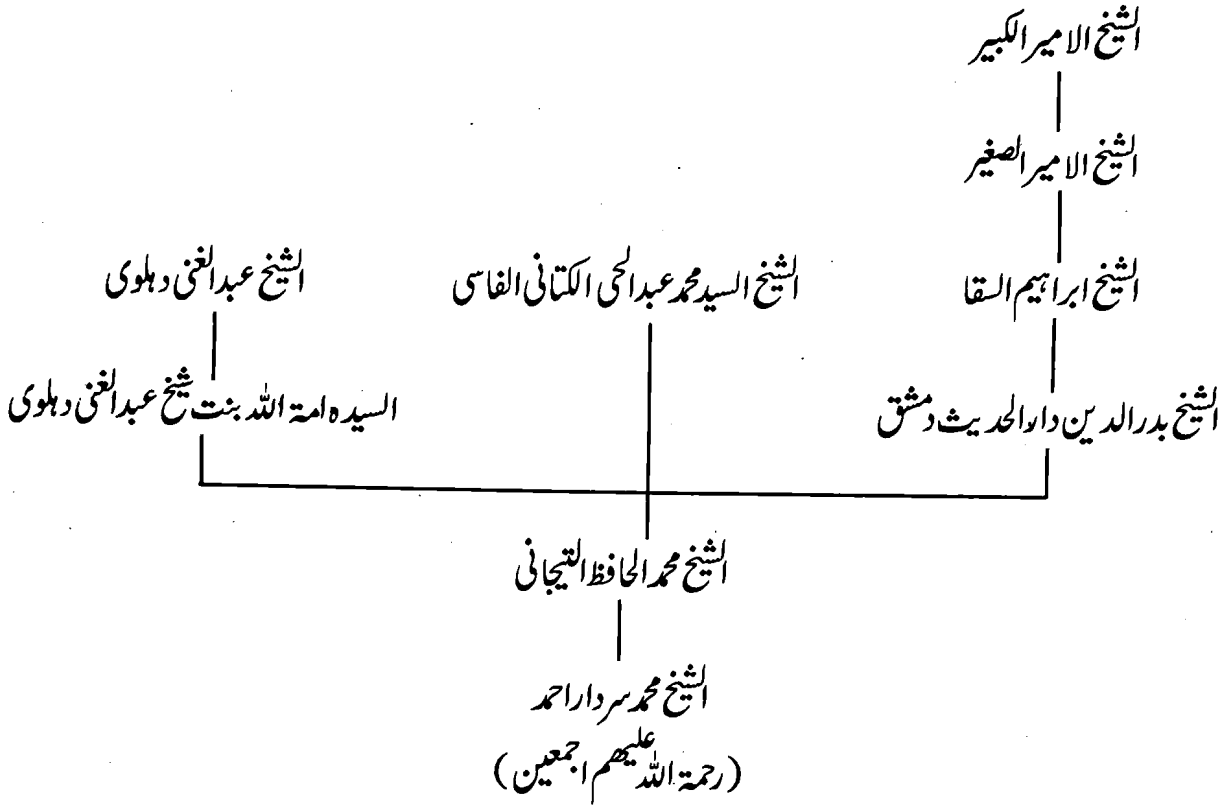 الشیخ الامیر الکبیر
الشیخ الامیر الصغیر
الشیخ ابراہیم السقا
الشیخ السید محمد عبدالحی الکتانی الفاسی
الشیخ عبدالغنی دہلوی
الشیخ بدرالدین دارالحدیث دمشق
السیدہ امۃ اللہ بنت شیخ عبدالغنی دہلوی
الشیخ محمد الحافظ التیجانی
الشیخ محمد سردار احمد
(رحمۃ اللہ علیھم اجمعین)